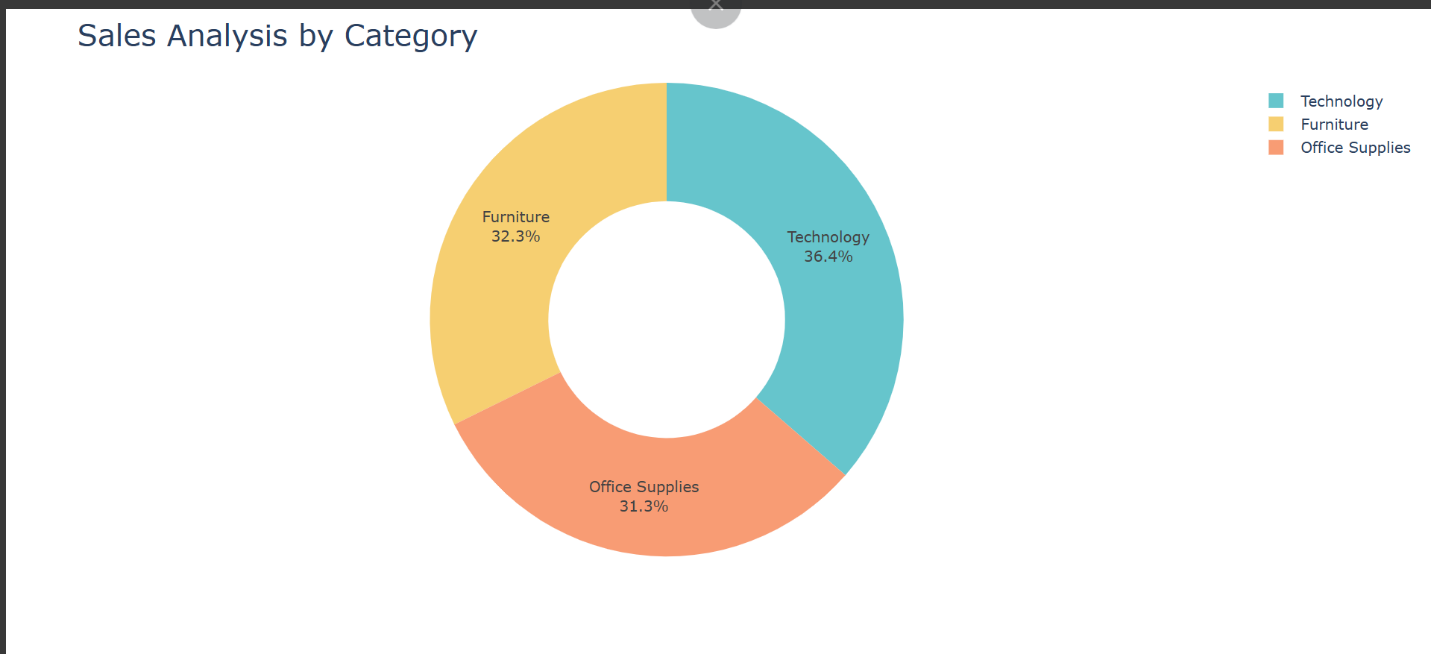 Sales Analysis by Category
Technology
Furniture
Office Supplies
Furniture
32.3%
Technology
36.4%
Office Supplies
31.3%